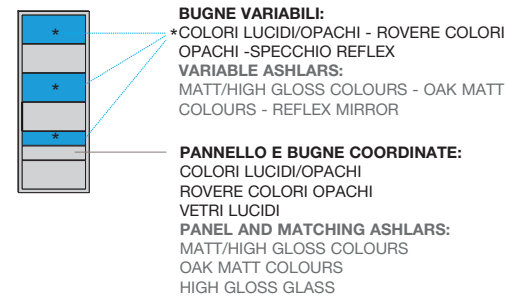 BUGNE VARIABILI:
*COLORI LUCIDI/OPACHI - ROVERE COLORI
OPACHI -SPECCHIO REFLEX
VARIABLE ASHLARS:
MATT/HIGH GLOSS COLOURS - OAK MATT
COLOURS - REFLEX MIRROR
*
*
*
PANNELLO E BUGNE COORDINATE:
COLORI LUCIDI/OPACHI
ROVERE COLORI OPACHI
VETRI LUCIDI
PANEL AND MATCHING ASHLARS:
MATT/HIGH GLOSS COLOURS
OAK MATT COLOURS
HIGH GLOSS GLASS